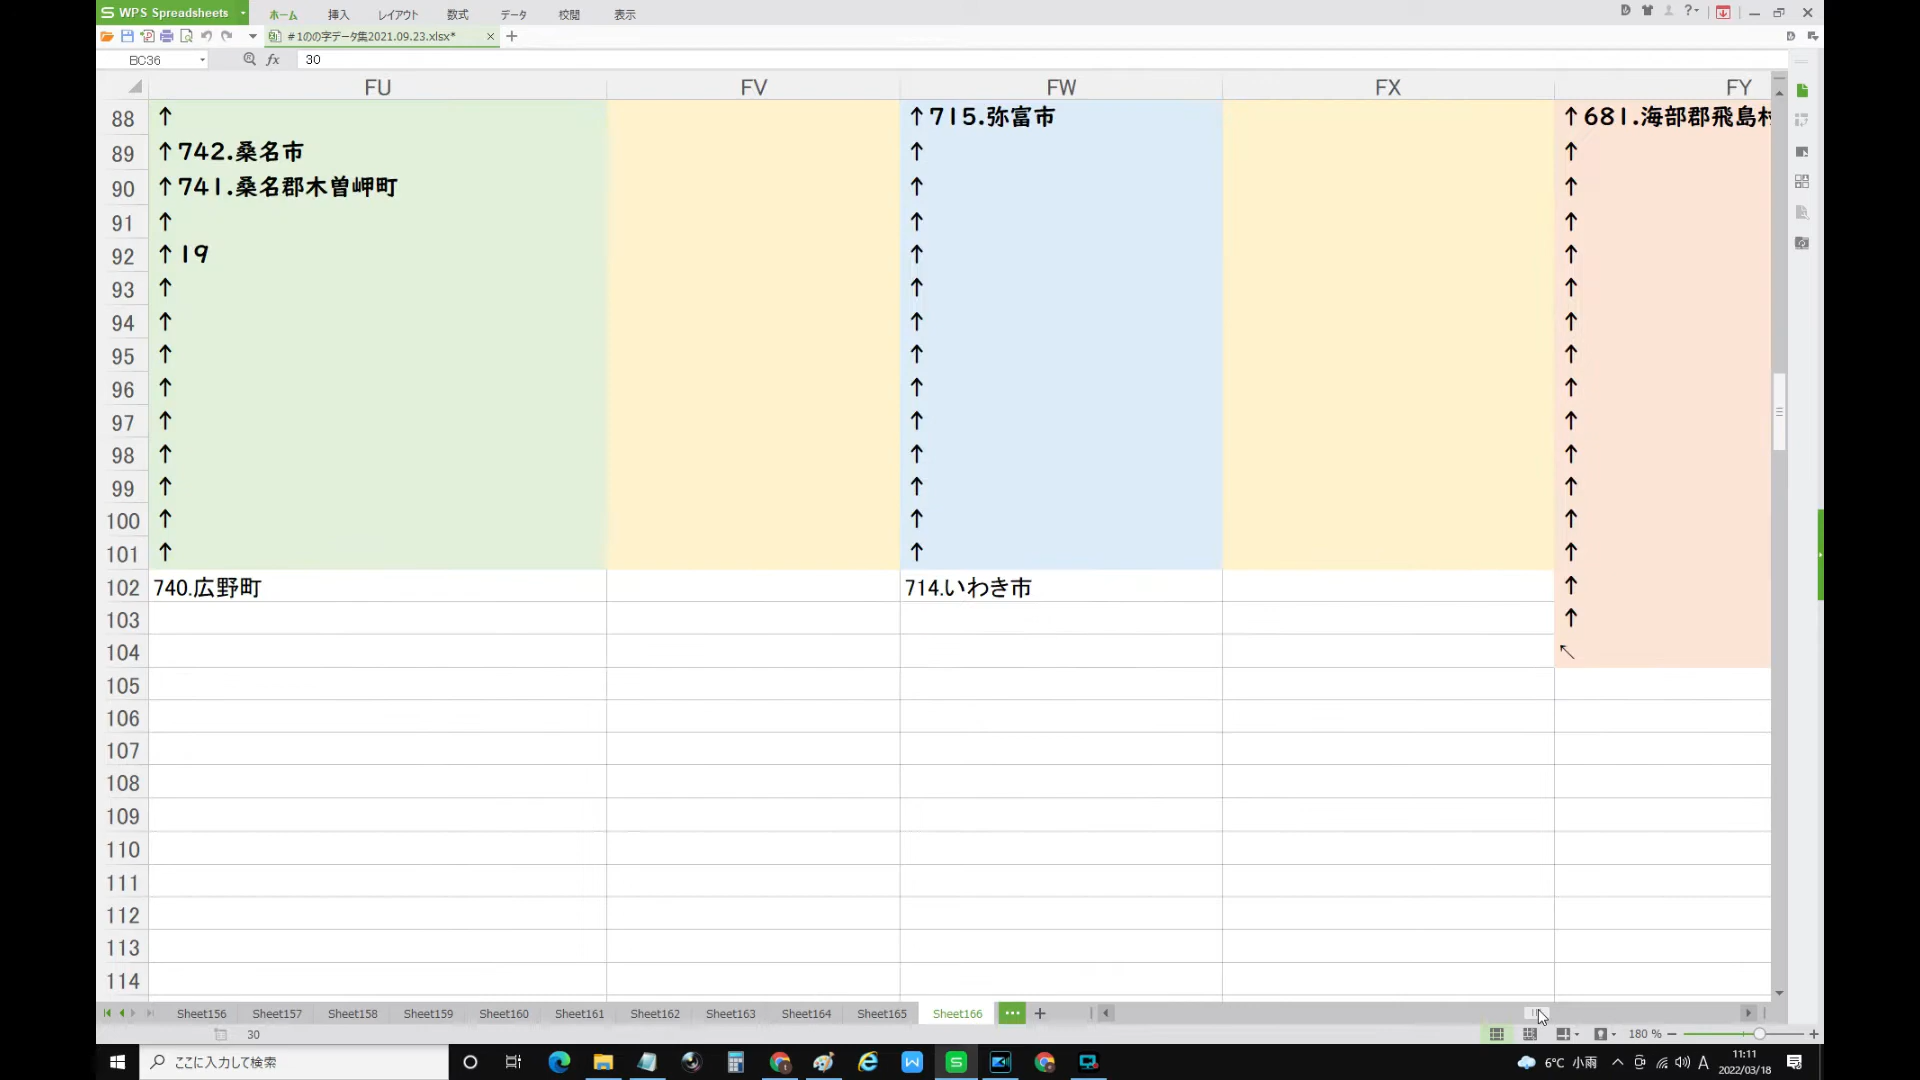 WPS Spreadsheets ホーム 挿入 レイアウト 数式 データ 校閲 表示
#1のの字データ集2021.09.23.xlsx*
BC36 fx 30
FU FV FW FX FY
88 ↑ ↑715.弥富市 ↑681.海部郡飛島村
89 ↑742.桑名市 ↑ ↑
90 ↑741.桑名郡木曽岬町 ↑ ↑
91 ↑ ↑ ↑
92 ↑19 ↑ ↑
93 ↑ ↑ ↑
94 ↑ ↑ ↑
95 ↑ ↑ ↑
96 ↑ ↑ ↑
97 ↑ ↑ ↑
98 ↑ ↑ ↑
99 ↑ ↑ ↑
100 ↑ ↑ ↑
101 ↑ ↑ ↑
102 740.広野町 714.いわき市 ↑
103 ↑
104 ↖
105
106
107
108
109
110
111
112
113
114
Sheet156 Sheet157 Sheet158 Sheet159 Sheet160 Sheet161 Sheet162 Sheet163 Sheet164 Sheet165 Sheet166 ••• +
30 180 %
ここに入力して検索 6°C 小雨 A 11:11
2022/03/18